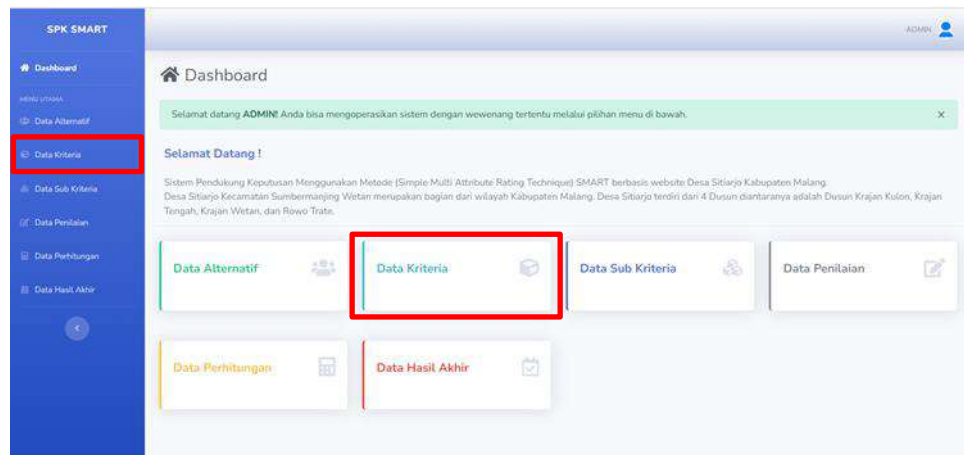 SPK SMART
ADMIN
Dashboard
MENU UTAMA
Data Alternatif
Data Kriteria
Data Sub Kriteria
Data Penilaian
Data Perhitungan
Data Hasil Akhir
Dashboard
Selamat datang ADMIN! Anda bisa mengoperasikan sistem dengan wewenang tertentu melalui pilihan menu di bawah.
Selamat Datang !
Sistem Pendukung Keputusan Menggunakan Metode (Simple Multi Attribute Rating Technique) SMART berbasis website Desa Sitiarjo Kabupaten Malang.
Desa Sitiarjo Kecamatan Sumbermanjing Wetan merupakan bagian dari wilayah Kabupaten Malang. Desa Sitiarjo terdiri dari 4 Dusun diantaranya adalah Dusun Krajan Kulon, Krajan
Tengah, Krajan Wetan, dan Rowo Trate.
Data Alternatif
Data Kriteria
Data Sub Kriteria
Data Penilaian
Data Perhitungan
Data Hasil Akhir